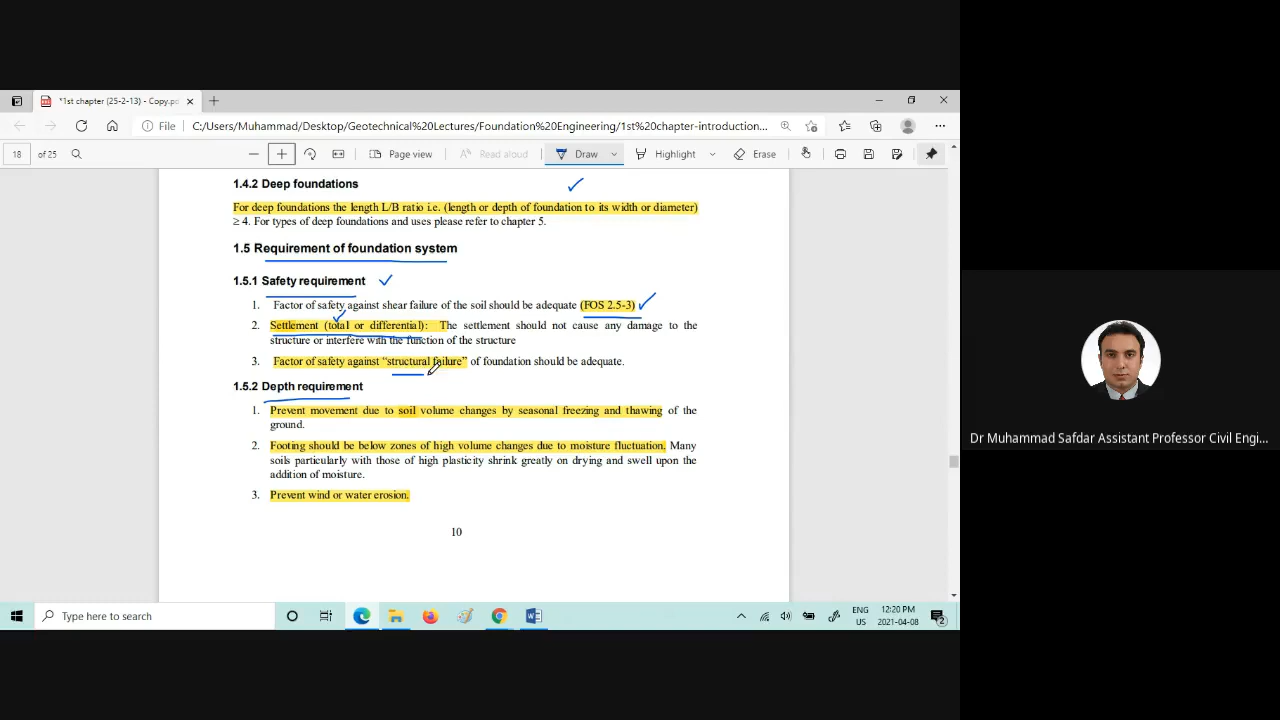 *1st chapter (25-2-13) - Copy.pd
File C:/Users/Muhammad/Desktop/Geotechnical%20Lectures/Foundation%20Engineering/1st%20chapter-introduction...
18 of 25 Page view Read aloud Draw Highlight Erase
1.4.2 Deep foundations
For deep foundations the length L/B ratio i.e. (length or depth of foundation to its width or diameter)
≥ 4. For types of deep foundations and uses please refer to chapter 5.
1.5 Requirement of foundation system
1.5.1 Safety requirement
1. Factor of safety against shear failure of the soil should be adequate (FOS 2.5-3)
2. Settlement (total or differential): The settlement should not cause any damage to the
structure or interfere with the function of the structure
3. Factor of safety against “structural failure” of foundation should be adequate.
1.5.2 Depth requirement
1. Prevent movement due to soil volume changes by seasonal freezing and thawing of the
ground.
2. Footing should be below zones of high volume changes due to moisture fluctuation. Many
soils particularly with those of high plasticity shrink greatly on drying and swell upon the
addition of moisture.
3. Prevent wind or water erosion.
10
Dr Muhammad Safdar Assistant Professor Civil Engi...
Type here to search
ENG
US
12:20 PM
2021-04-08
2